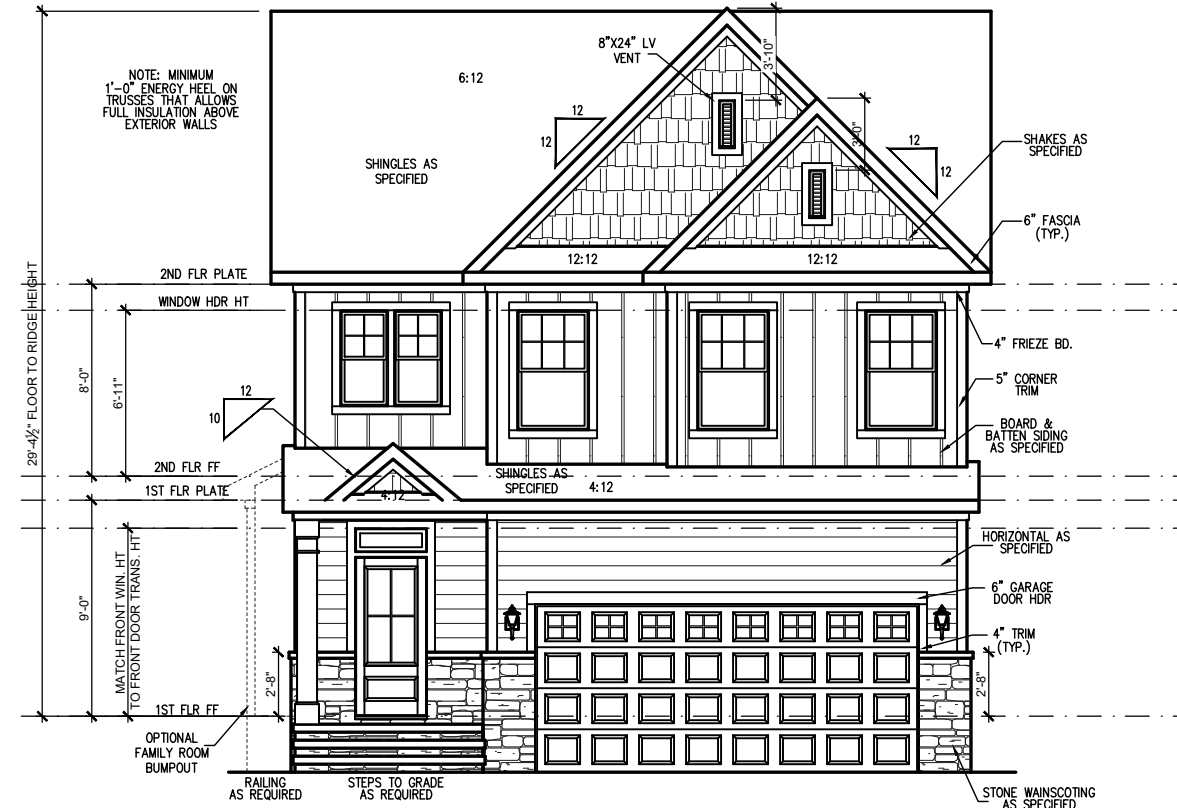 8"X24" LV
VENT
3'-10"
6:12
NOTE: MINIMUM
1'-0" ENERGY HEEL ON
TRUSSES THAT ALLOWS
FULL INSULATION ABOVE
EXTERIOR WALLS
12
12
3'-0"
12
12
SHAKES AS
SPECIFIED
SHINGLES AS
SPECIFIED
6" FASCIA
(TYP.)
12:12
12:12
2ND FLR PLATE
WINDOW HDR HT
29'-4½" FLOOR TO RIDGE HEIGHT
8'-0"
6'-11"
4" FRIEZE BD.
5" CORNER
TRIM
12
10
BOARD &
BATTEN SIDING
AS SPECIFIED
2ND FLR FF
1ST FLR PLATE
SHINGLES AS
SPECIFIED
4:12
4:12
HORIZONTAL AS
SPECIFIED
9'-0"
MATCH FRONT WIN. HT
TO FRONT DOOR TRANS. HT
6" GARAGE
DOOR HDR
4" TRIM
(TYP.)
2'-8"
2'-8"
1ST FLR FF
OPTIONAL
FAMILY ROOM
BUMPOUT
RAILING
AS REQUIRED
STEPS TO GRADE
AS REQUIRED
STONE WAINSCOTING
AS SPECIFIED